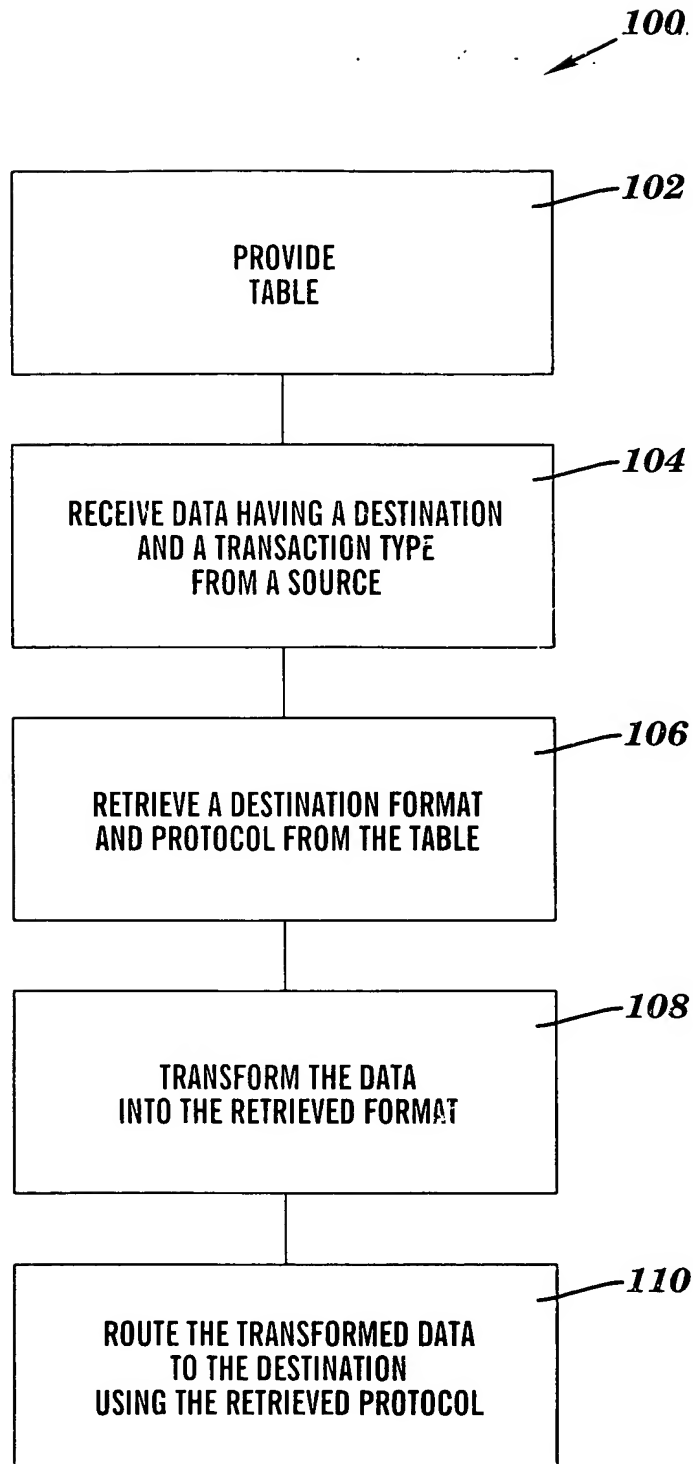 100
102
PROVIDE
TABLE
104
RECEIVE DATA HAVING A DESTINATION
AND A TRANSACTION TYPE
FROM A SOURCE
106
RETRIEVE A DESTINATION FORMAT
AND PROTOCOL FROM THE TABLE
108
TRANSFORM THE DATA
INTO THE RETRIEVED FORMAT
110
ROUTE THE TRANSFORMED DATA
TO THE DESTINATION
USING THE RETRIEVED PROTOCOL